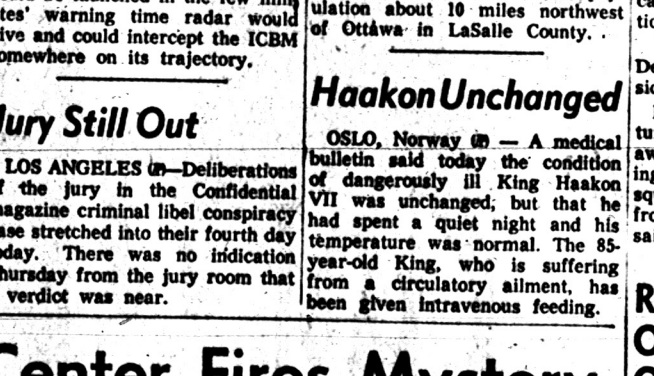 tes' warning time radar would
ive and could intercept the ICBM
omewhere on its trajectory.
Jury Still Out
LOS ANGELES (AP)—Deliberations
f the jury in the Confidential
nagazine criminal libel conspiracy
ase stretched into their fourth day
oday. There was no indication
hursday from the jury room that
verdict was near.
ulation about 10 miles northwest
of Ottawa in LaSalle County.
Haakon Unchanged
OSLO, Norway (AP) — A medical
bulletin said today the condition
of dangerously ill King Haakon
VII was unchanged, but that he
had spent a quiet night and his
temperature was normal. The 85-
year-old King, who is suffering
from a circulatory ailment, has
been given intravenous feeding.
Center Fires Mystery